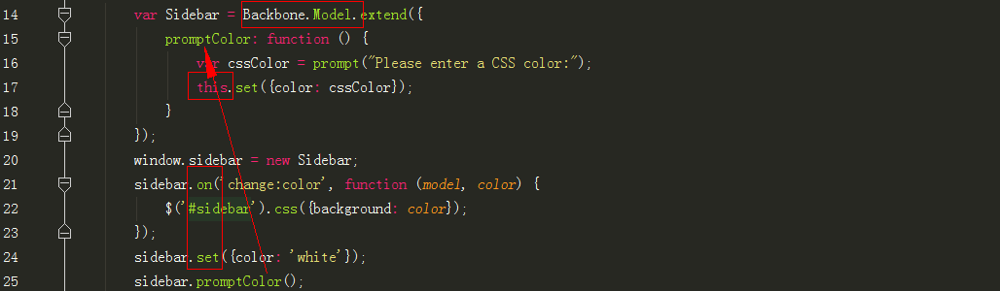 14 var Sidebar = Backbone.Model.extend({
15 promptColor: function () {
16 var cssColor = prompt("Please enter a CSS color:");
17 this.set({color: cssColor});
18 }
19 });
20 window.sidebar = new Sidebar;
21 sidebar.on('change:color', function (model, color) {
22 $('#sidebar').css({background: color});
23 });
24 sidebar.set({color: 'white'});
25 sidebar.promptColor();